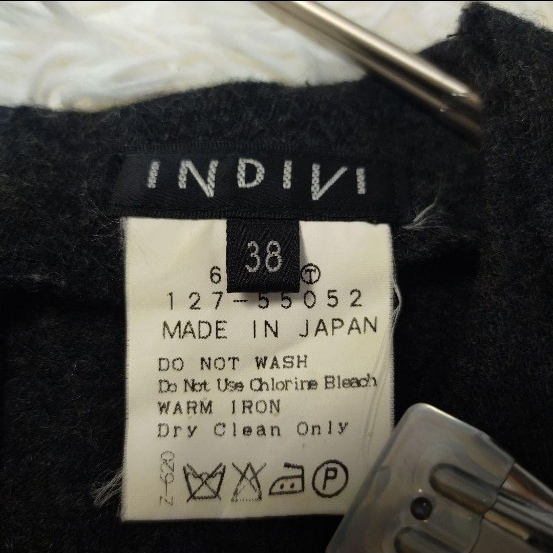 INDIVI
38
6 Ⓣ
127-55052
MADE IN JAPAN
DO NOT WASH
Do Not Use Chlorine Bleach
WARM IRON
Dry Clean Only
Z-620
P